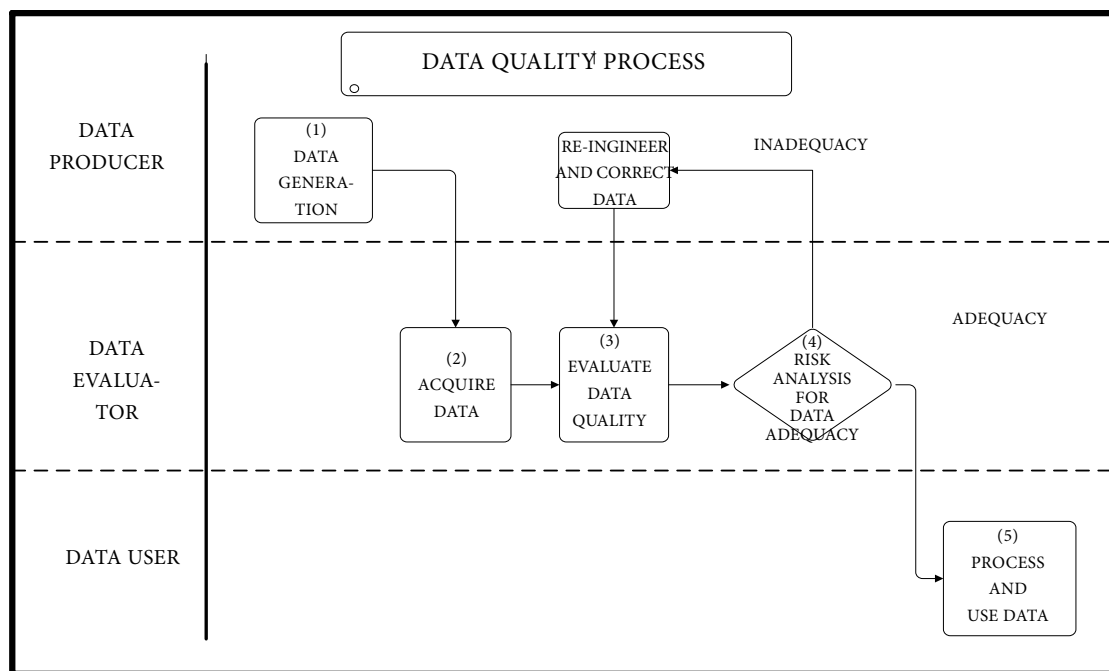 DATA QUALITY PROCESS
DATA
PRODUCER
(1)
DATA
GENERA-
TION
RE-INGINEER
AND CORRECT
DATA
INADEQUACY
DATA
EVALUA-
TOR
(2)
ACQUIRE
DATA
(3)
EVALUATE
DATA
QUALITY
(4)
RISK
ANALYSIS
FOR
DATA
ADEQUACY
ADEQUACY
DATA USER
(5)
PROCESS
AND
USE DATA